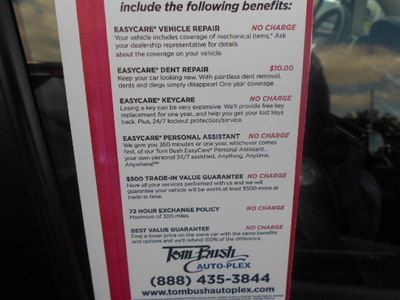 include the following benefits:
EASYCARE® VEHICLE REPAIR NO CHARGE
Your vehicle includes coverage of mechanical items.* Ask
your dealership representative for details
about the coverage on your vehicle.
EASYCARE® DENT REPAIR $10.00
Keep your car looking new. With paintless dent removal,
dents and dings simply disappear! One year coverage.
EASYCARE® KEYCARE NO CHARGE
Losing a key can be very expensive. We'll provide free key
replacement for one year...and help you get your lost keys
back. Plus, 24/7 lockout protection/service.
EASYCARE® PERSONAL ASSISTANT NO CHARGE
We give you 360 minutes or one year, whichever comes
first, of our Tom Bush EasyCare® Personal Assistant...
your own personal 24/7 assistant. Anything, Anytime,
Anywhere!℠
$500 TRADE-IN VALUE GUARANTEE NO CHARGE
Have all your services performed with us and we will
guarantee your vehicle will be worth at least $500 more at
trade-in time.
72 HOUR EXCHANGE POLICY NO CHARGE
Maximum of 300 miles.
BEST VALUE GUARANTEE NO CHARGE
Find a lower price on the same car with the same benefits
and options and we'll refund 100% of the difference.
Tom Bush
AUTO-PLEX
(888) 435-3844
www.tombushautoplex.com